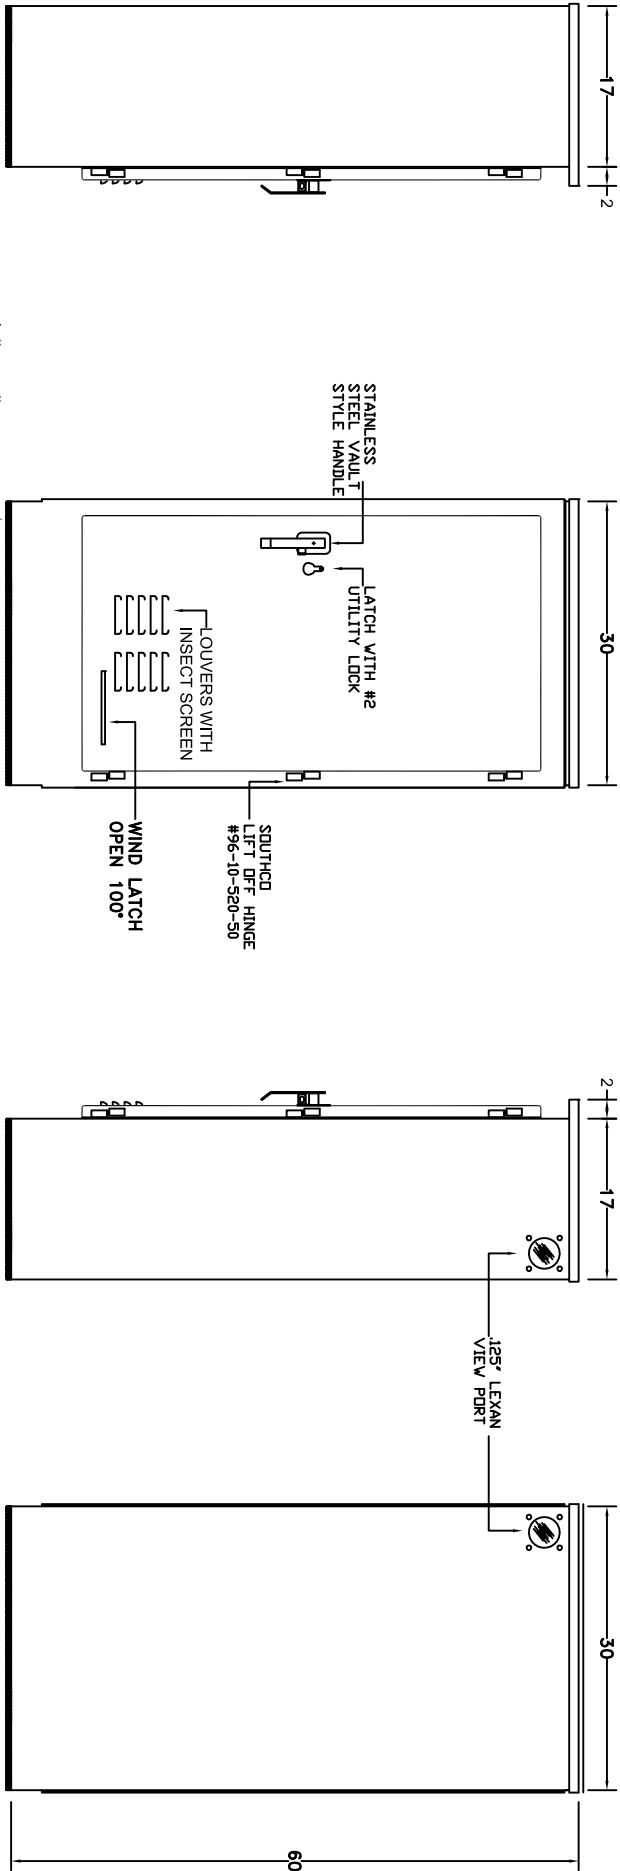 17
2
STAINLESS
STEEL VAULT
STYLE HANDLE
30
LATCH WITH #2
UTILITY LOCK
LOUVERS WITH
INSECT SCREEN
WIND LATCH
OPEN 100°
SOUTHCO
LIFT OFF HINGE
#96-10-520-50
2
17
.125" LEXAN
VIEW PORT
30
60